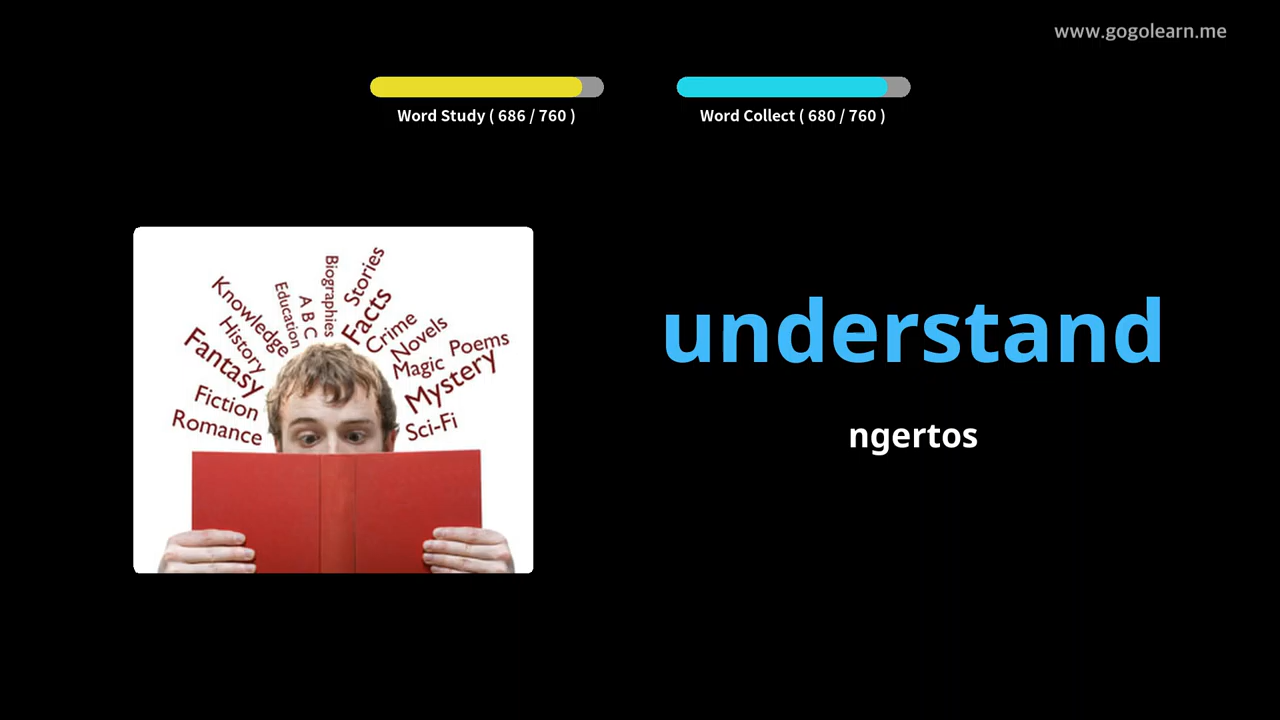 www.gogolearn.me
Word Study ( 686 / 760 )
Word Collect ( 680 / 760 )
understand
ngertos
Stories
Biographies
Facts
Education
A B C
Knowledge
Crime
Novels
History
Poems
Fantasy
Magic
Mystery
Fiction
Sci-Fi
Romance